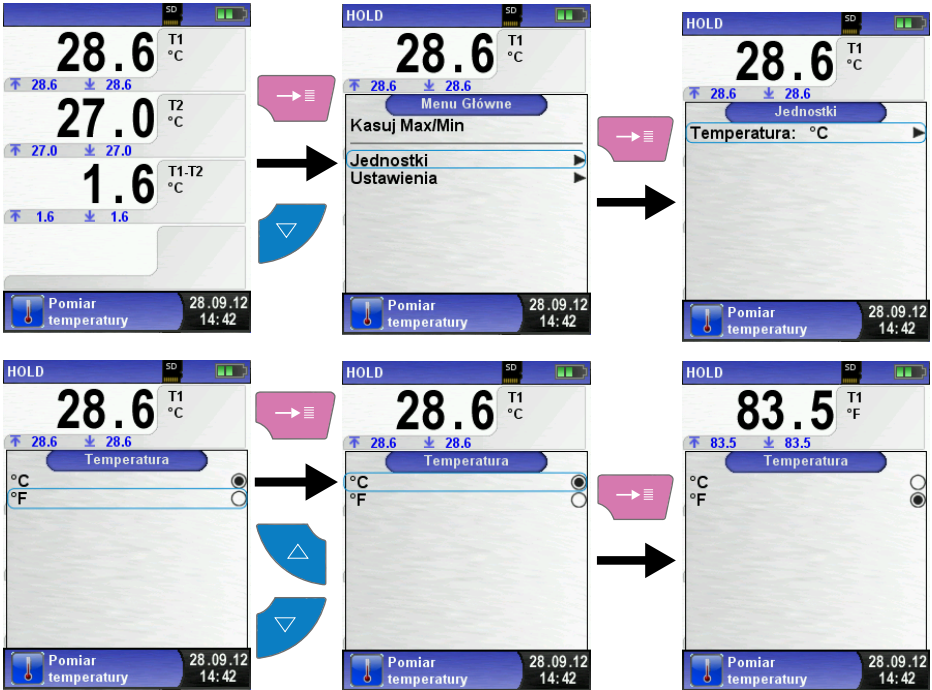 SD
28.6 T1 °C
28.6 28.6
27.0 T2 °C
27.0 27.0
1.6 T1-T2 °C
1.6 1.6
Pomiar temperatury
28.09.12
14:42
HOLD SD
28.6 T1 °C
28.6 28.6
Menu Główne
Kasuj Max/Min
Jednostki
Ustawienia
Pomiar temperatury
28.09.12
14:42
HOLD SD
28.6 T1 °C
28.6 28.6
Jednostki
Temperatura: °C
Pomiar temperatury
28.09.12
14:42
HOLD SD
28.6 T1 °C
28.6 28.6
Temperatura
°C
°F
Pomiar temperatury
28.09.12
14:42
HOLD SD
28.6 T1 °C
28.6 28.6
Temperatura
°C
°F
Pomiar temperatury
28.09.12
14:42
HOLD SD
83.5 T1 °F
83.5 83.5
Temperatura
°C
°F
Pomiar temperatury
28.09.12
14:42